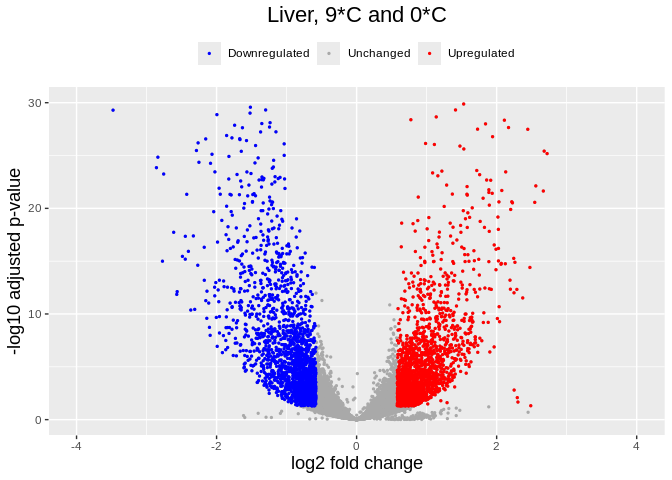 Liver, 9*C and 0*C
Downregulated Unchanged Upregulated
30
20
10
0
-log10 adjusted p-value
-4 -2 0 2 4
log2 fold change